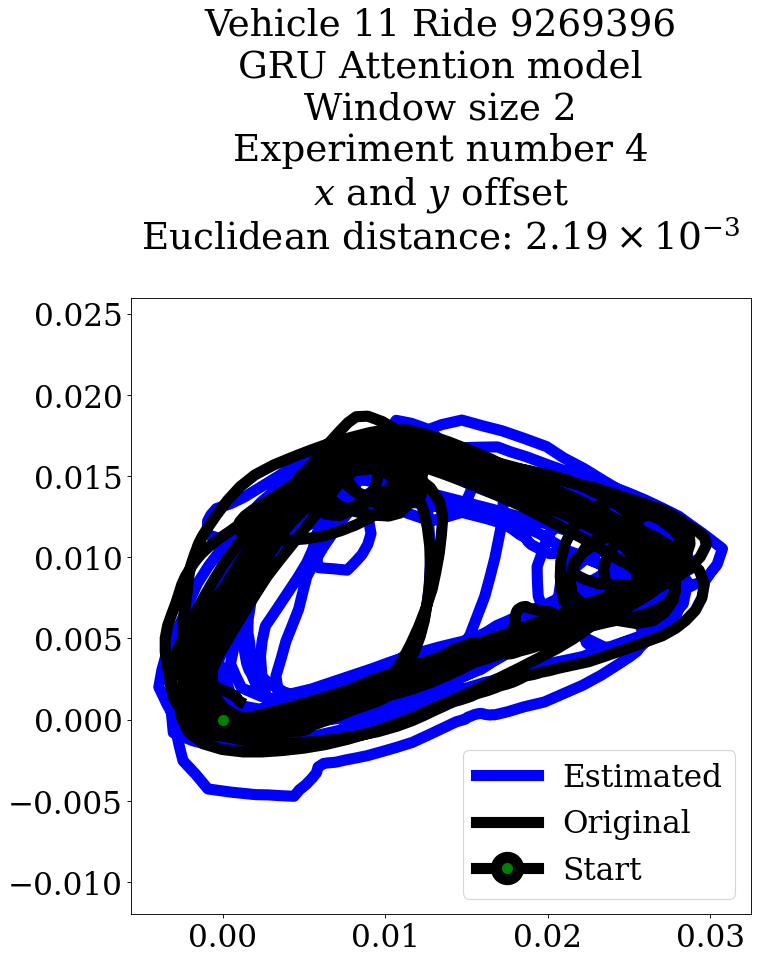 Vehicle 11 Ride 9269396
GRU Attention model
Window size 2
Experiment number 4
x and y offset
Euclidean distance: 2.19 × 10⁻³
0.025
0.020
0.015
0.010
0.005
0.000
−0.005
−0.010
Estimated
Original
Start
0.00 0.01 0.02 0.03